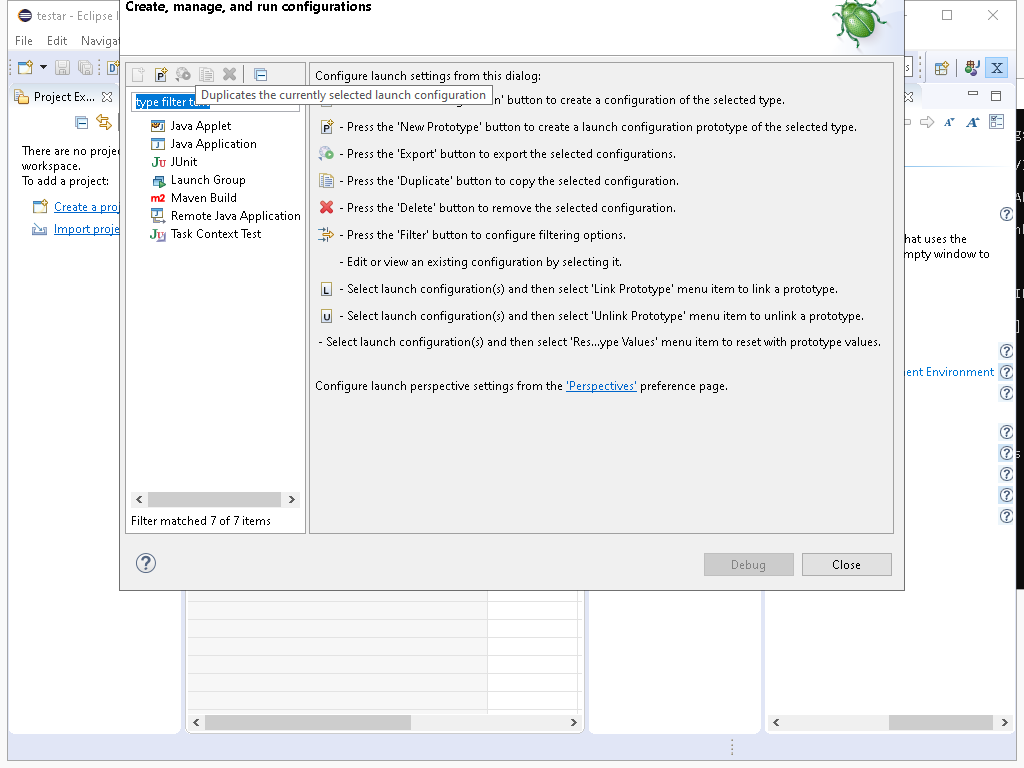 testar - Eclipse I
Create, manage, and run configurations
File Edit Navigat
Project Ex...
There are no projec
workspace.
To add a project:
Create a proj
Import proje
type filter te
Duplicates the currently selected launch configuration
Java Applet
Java Application
JUnit
Launch Group
Maven Build
Remote Java Application
Task Context Test
Filter matched 7 of 7 items
Configure launch settings from this dialog:
n' button to create a configuration of the selected type.
- Press the 'New Prototype' button to create a launch configuration prototype of the selected type.
- Press the 'Export' button to export the selected configurations.
- Press the 'Duplicate' button to copy the selected configuration.
- Press the 'Delete' button to remove the selected configuration.
- Press the 'Filter' button to configure filtering options.
- Edit or view an existing configuration by selecting it.
- Select launch configuration(s) and then select 'Link Prototype' menu item to link a prototype.
- Select launch configuration(s) and then select 'Unlink Prototype' menu item to unlink a prototype.
- Select launch configuration(s) and then select 'Res...ype Values' menu item to reset with prototype values.
Configure launch perspective settings from the 'Perspectives' preference page.
Debug
Close
hat uses the
mpty window to
ent Environment